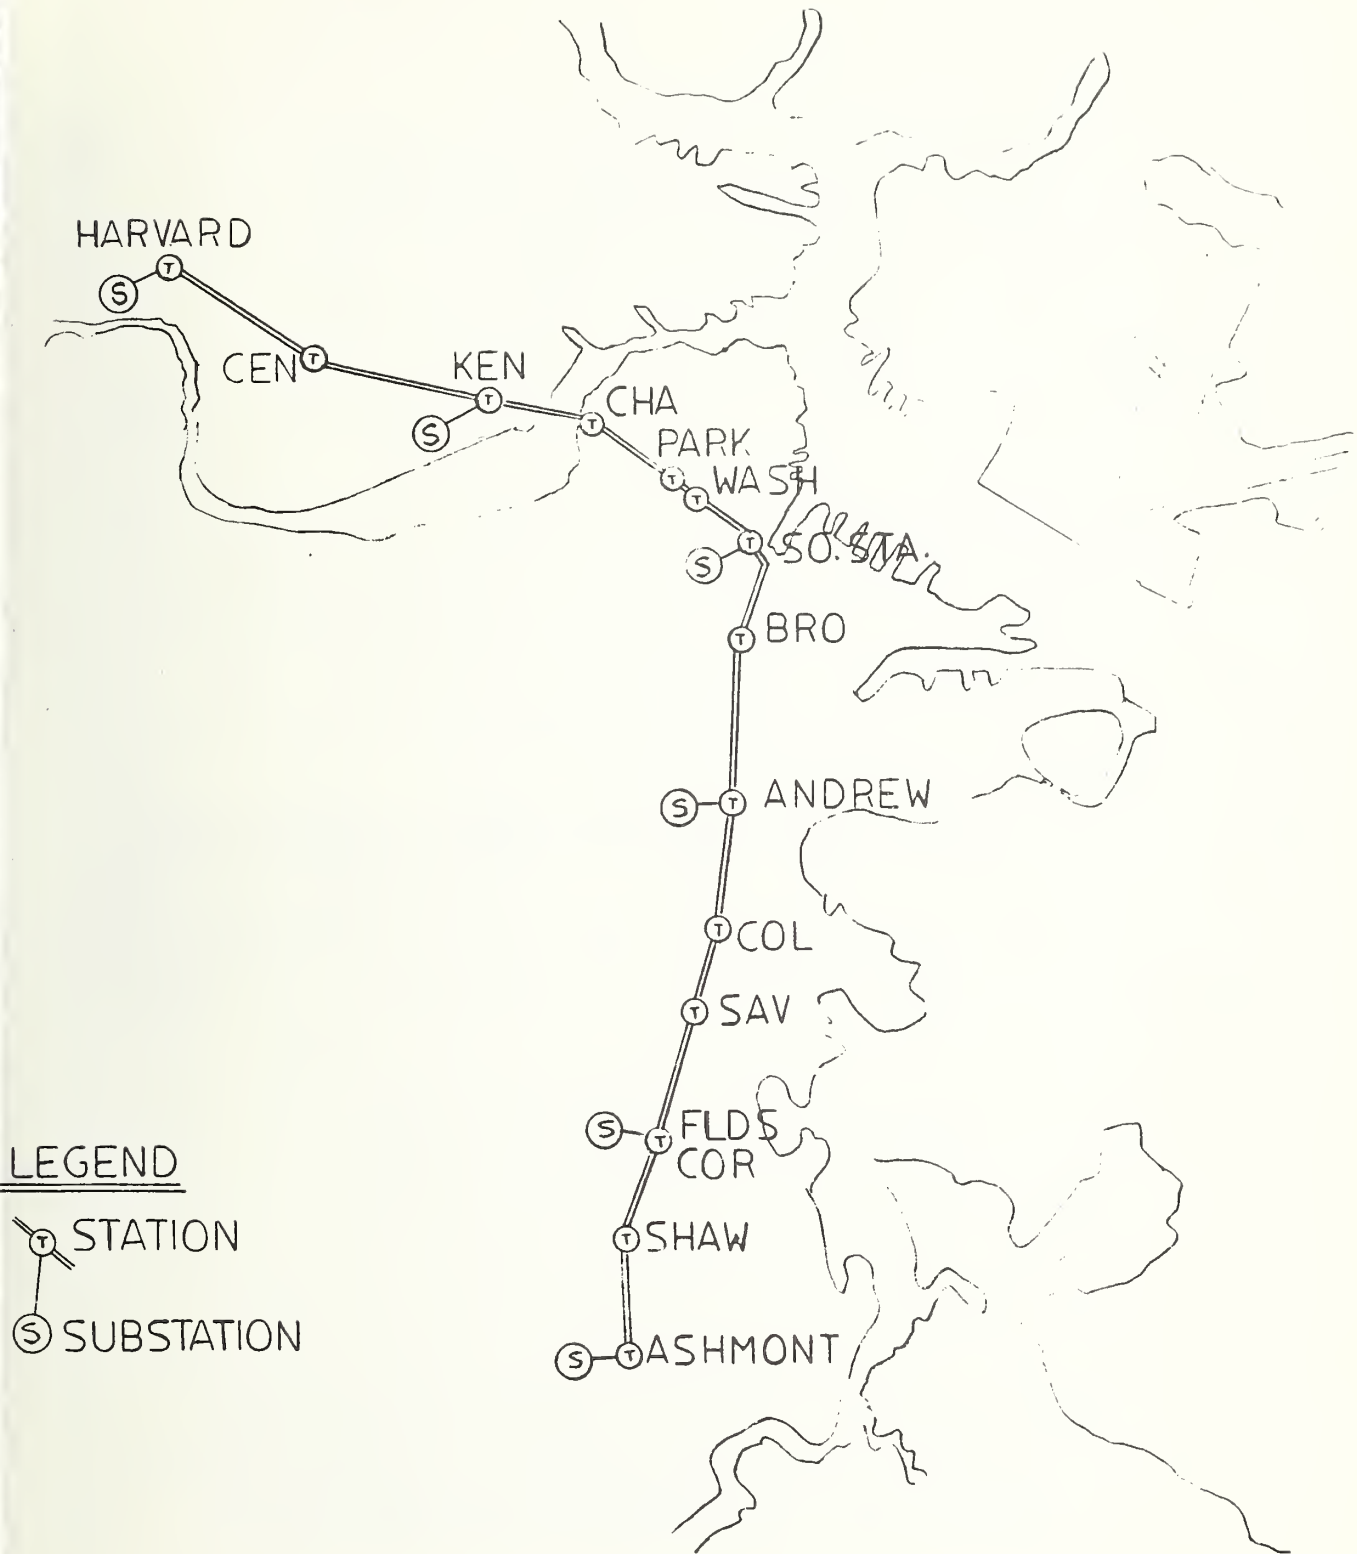 HARVARD
T
S
CEN T
KEN
T
S
CHA
T
PARK
T
WASH
T
T
SO. STA.
S
T BRO
S T ANDREW
T COL
T SAV
S T FLDS
COR
T SHAW
S T ASHMONT
LEGEND
T STATION
S SUBSTATION